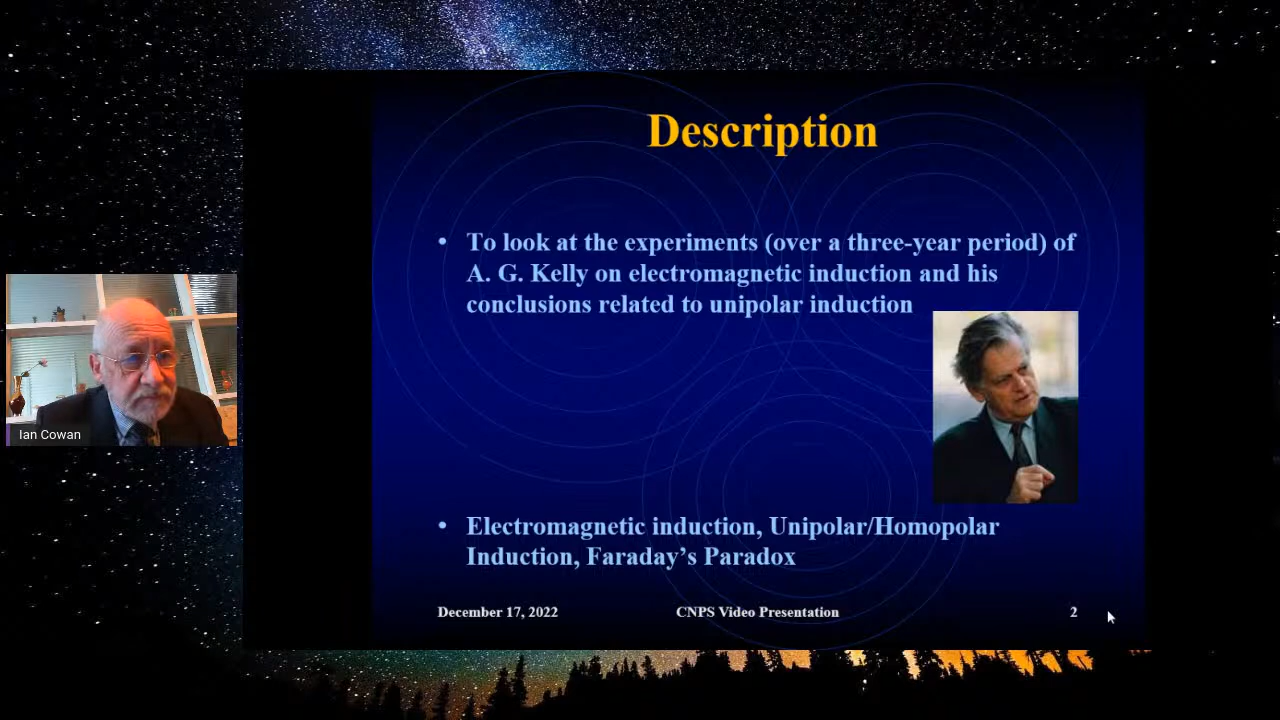 Description
• To look at the experiments (over a three-year period) of
A. G. Kelly on electromagnetic induction and his
conclusions related to unipolar induction
Ian Cowan
• Electromagnetic induction, Unipolar/Homopolar
Induction, Faraday’s Paradox
December 17, 2022 CNPS Video Presentation 2